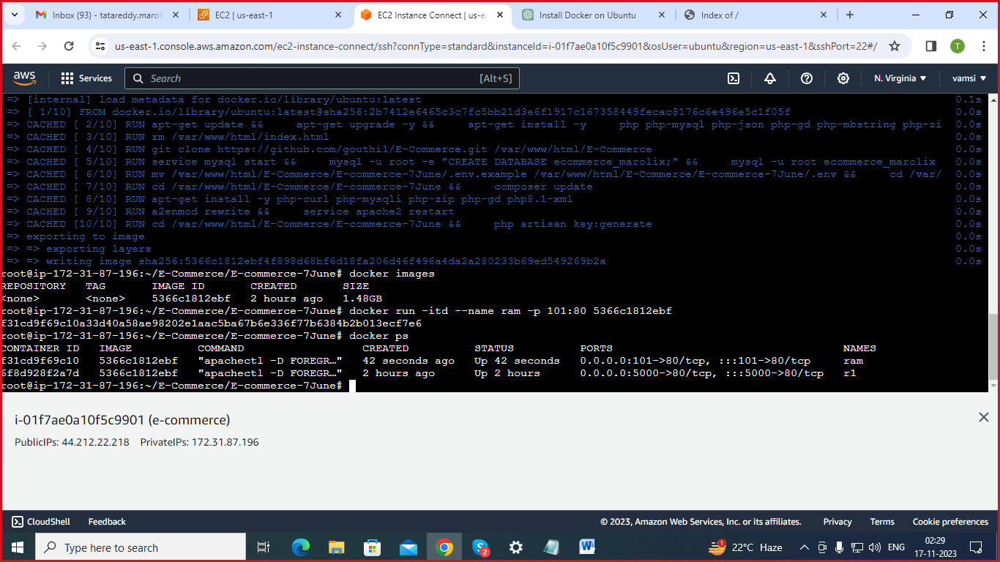 Inbox (93) - tatareddy.maroli
EC2 | us-east-1
EC2 Instance Connect | us-ea
Install Docker on Ubuntu
Index of /
us-east-1.console.aws.amazon.com/ec2-instance-connect/ssh?connType=standard&instanceId=i-01f7ae0a10f5c9901&osUser=ubuntu&region=us-east-1&sshPort=22#/
T
aws Services Search [Alt+S] N. Virginia vamsi
=> [internal] load metadata for docker.io/library/ubuntu:latest 0.1s
=> [ 1/10] FROM docker.io/library/ubuntu:latest@sha256:2b7412e6465c3c7fc5bb21d3e6f1917c167358449fecac8176c6e496e5c1f05f 0.0s
=> CACHED [ 2/10] RUN apt-get update && apt-get upgrade -y && apt-get install -y php php-mysql php-json php-gd php-mbstring php-zi 0.0s
=> CACHED [ 3/10] RUN rm /var/www/html/index.html 0.0s
=> CACHED [ 4/10] RUN git clone https://github.com/gouthi1/E-Commerce.git /var/www/html/E-Commerce 0.0s
=> CACHED [ 5/10] RUN service mysql start && mysql -u root -e "CREATE DATABASE ecommerce_marolix;" && mysql -u root ecommerce_marolix 0.0s
=> CACHED [ 6/10] RUN mv /var/www/html/E-Commerce/E-commerce-7June/.env.example /var/www/html/E-Commerce/E-commerce-7June/.env && cd /var/ 0.0s
=> CACHED [ 7/10] RUN cd /var/www/html/E-Commerce/E-commerce-7June && composer update 0.0s
=> CACHED [ 8/10] RUN apt-get install -y php-curl php-mysqli php-zip php-gd php8.1-xml 0.0s
=> CACHED [ 9/10] RUN a2enmod rewrite && service apache2 restart 0.0s
=> CACHED [10/10] RUN cd /var/www/html/E-Commerce/E-commerce-7June && php artisan key:generate 0.0s
=> exporting to image 0.0s
=> => exporting layers 0.0s
=> => writing image sha256:5366c1812ebf4f898d68bf6d18fa206d46f496a4da2a280233b69ed549269b2a 0.0s
root@ip-172-31-87-196:~/E-Commerce/E-commerce-7June# docker images
REPOSITORY TAG IMAGE ID CREATED SIZE
<none> <none> 5366c1812ebf 2 hours ago 1.48GB
root@ip-172-31-87-196:~/E-Commerce/E-commerce-7June# docker run -itd --name ram -p 101:80 5366c1812ebf
f31cd9f69c10a33d40a58ae98202e1aac5ba67b6e336f77b6384b2b013ecf7e6
root@ip-172-31-87-196:~/E-Commerce/E-commerce-7June# docker ps
CONTAINER ID IMAGE COMMAND CREATED STATUS PORTS NAMES
f31cd9f69c10 5366c1812ebf "apachectl -D FOREGR…" 42 seconds ago Up 42 seconds 0.0.0.0:101->80/tcp, :::101->80/tcp ram
6f8d928f2a7d 5366c1812ebf "apachectl -D FOREGR…" 2 hours ago Up 2 hours 0.0.0.0:5000->80/tcp, :::5000->80/tcp r1
root@ip-172-31-87-196:~/E-Commerce/E-commerce-7June#
i-01f7ae0a10f5c9901 (e-commerce)
PublicIPs: 44.212.22.218 PrivateIPs: 172.31.87.196
CloudShell Feedback © 2023, Amazon Web Services, Inc. or its affiliates. Privacy Terms Cookie preferences
Type here to search 2 1 22°C Haze ENG 02:29
17-11-2023